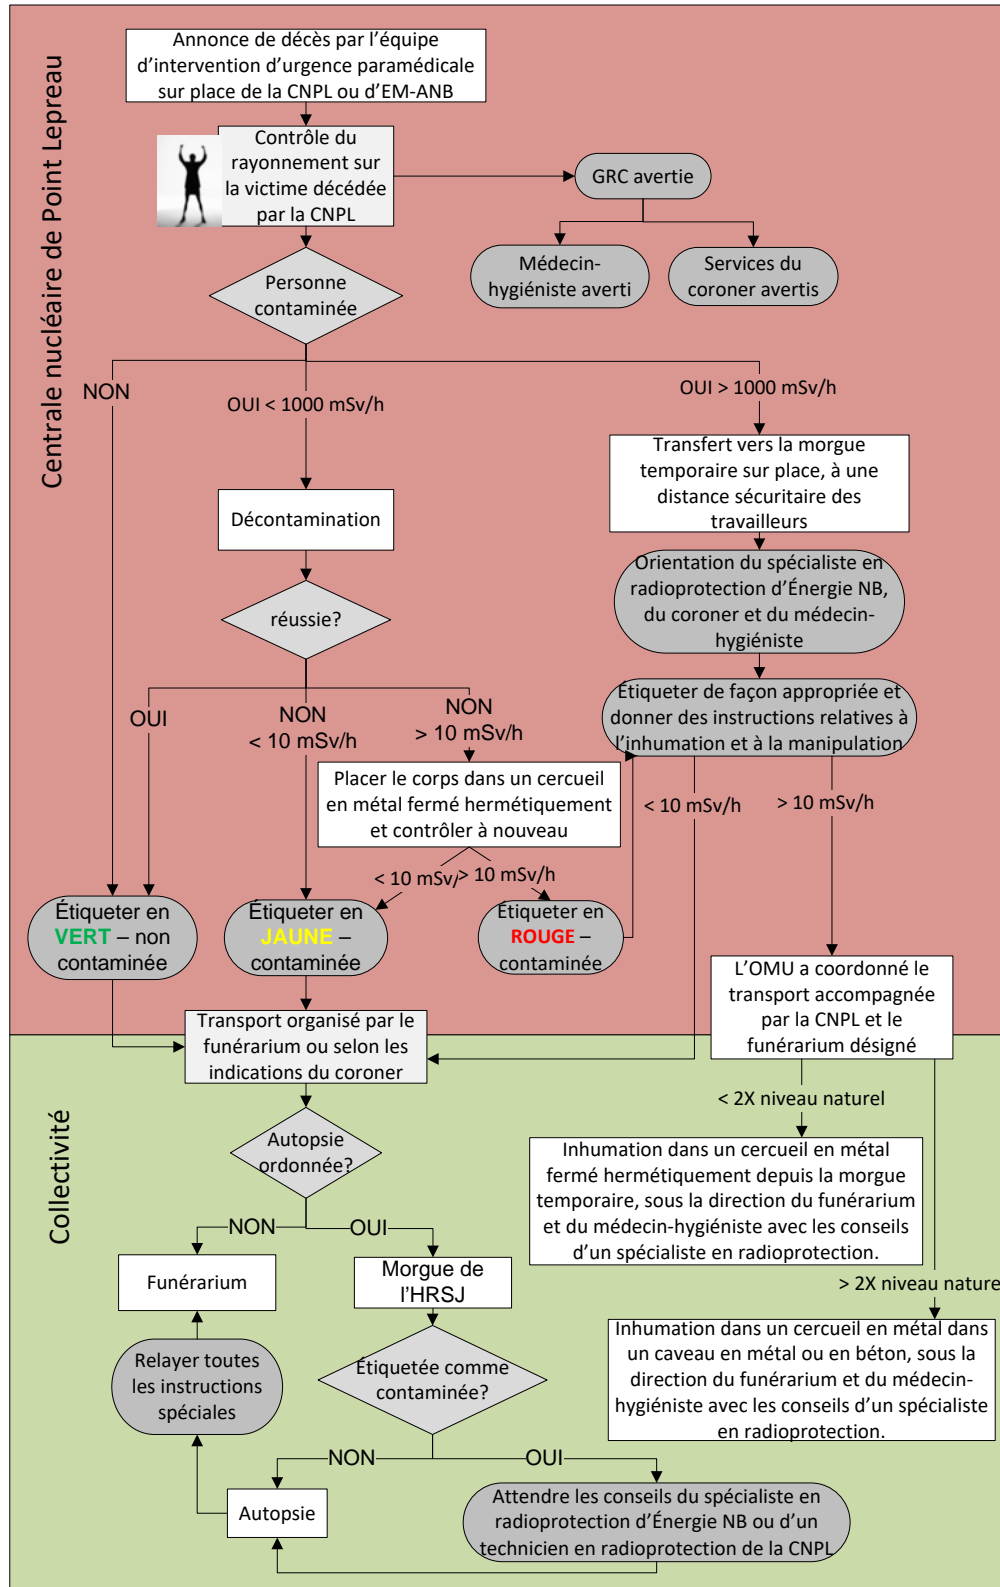 Centrale nucléaire de Point Lepreau
Annonce de décès par l’équipe
d’intervention d’urgence paramédicale
sur place de la CNPL ou d’EM-ANB
Contrôle du
rayonnement sur
la victime décédée
par la CNPL
GRC avertie
Médecin-
hygiéniste averti
Services du
coroner avertis
Personne
contaminée
NON
OUI < 1000 mSv/h
OUI > 1000 mSv/h
Transfert vers la morgue
temporaire sur place, à une
distance sécuritaire des
travailleurs
Décontamination
Orientation du spécialiste en
radioprotection d’Énergie NB,
du coroner et du médecin-
hygiéniste
réussie?
Étiqueter de façon appropriée et
donner des instructions relatives à
l’inhumation et à la manipulation
OUI
NON
< 10 mSv/h
NON
> 10 mSv/h
Placer le corps dans un cercueil
en métal fermé hermétiquement
et contrôler à nouveau
< 10 mSv/h
> 10 mSv/h
< 10 mSv/
> 10 mSv/h
Étiqueter en
VERT – non
contaminée
Étiqueter en
JAUNE –
contaminée
Étiqueter en
ROUGE –
contaminée
L’OMU a coordonné le
transport accompagnée
par la CNPL et le
funérarium désigné
Transport organisé par le
funérarium ou selon les
indications du coroner
Collectivité
< 2X niveau naturel
Autopsie
ordonnée?
Inhumation dans un cercueil en métal
fermé hermétiquement depuis la morgue
temporaire, sous la direction du funérarium
et du médecin-hygiéniste avec les conseils
d’un spécialiste en radioprotection.
NON
OUI
Funérarium
Morgue de
l’HRSJ
> 2X niveau nature
Inhumation dans un cercueil en métal dans
un caveau en métal ou en béton, sous la
direction du funérarium et du médecin-
hygiéniste avec les conseils d’un spécialiste
en radioprotection.
Relayer toutes
les instructions
spéciales
Étiquetée comme
contaminée?
NON
OUI
Autopsie
Attendre les conseils du spécialiste en
radioprotection d’Énergie NB ou d’un
technicien en radioprotection de la CNPL